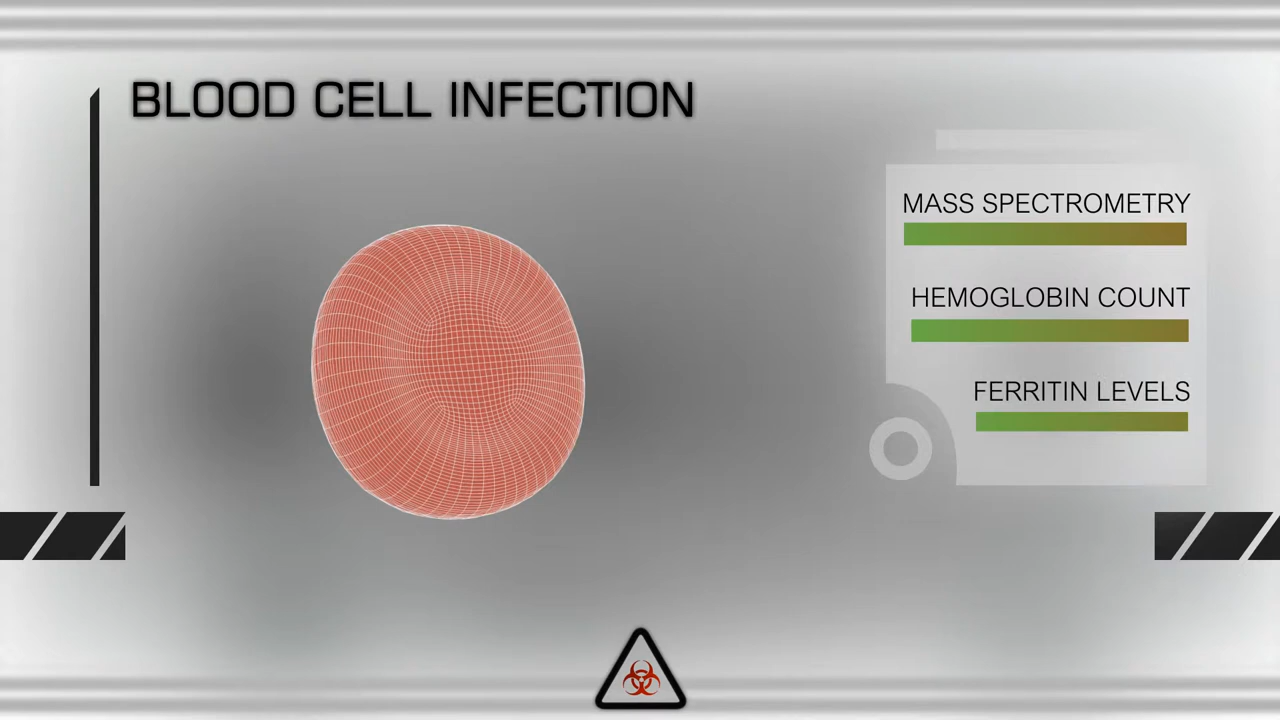 BLOOD CELL INFECTION
MASS SPECTROMETRY
HEMOGLOBIN COUNT
FERRITIN LEVELS